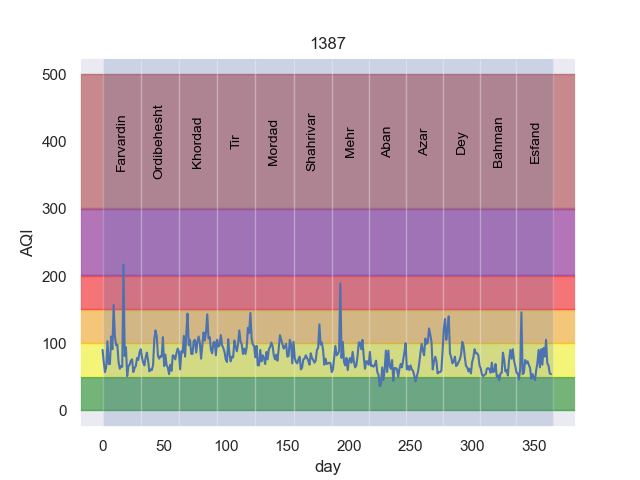 1387
500
400
300
200
100
0
AQI
Farvardin
Ordibehesht
Khordad
Tir
Mordad
Shahrivar
Mehr
Aban
Azar
Dey
Bahman
Esfand
0 50 100 150 200 250 300 350
day